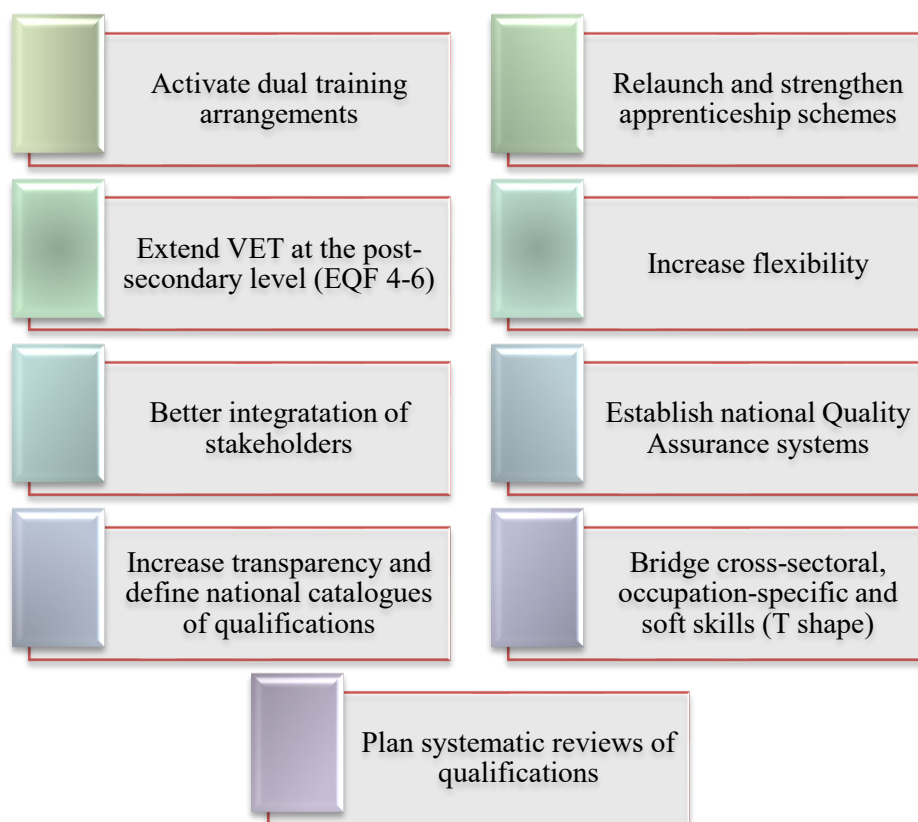 Activate dual training
arrangements
Relaunch and strengthen
apprenticeship schemes
Extend VET at the post-
secondary level (EQF 4-6)
Increase flexibility
Better integratation of
stakeholders
Establish national Quality
Assurance systems
Increase transparency and
define national catalogues
of qualifications
Bridge cross-sectoral,
occupation-specific and
soft skills (T shape)
Plan systematic reviews of
qualifications